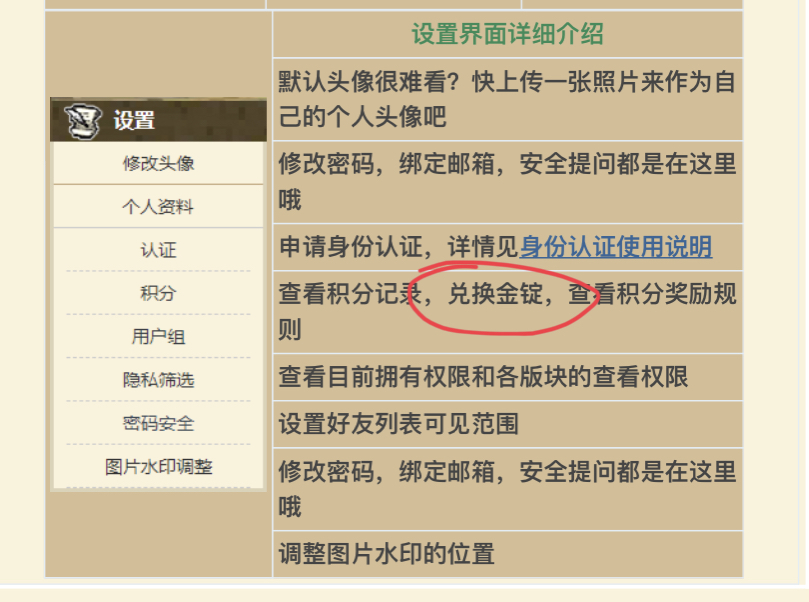 设置界面详细介绍
设置
修改头像
个人资料
认证
积分
用户组
隐私筛选
密码安全
图片水印调整
默认头像很难看？快上传一张照片来作为自
己的个人头像吧
修改密码，绑定邮箱，安全提问都是在这里
哦
申请身份认证，详情见身份认证使用说明
查看积分记录，兑换金锭，查看积分奖励规
则
查看目前拥有权限和各版块的查看权限
设置好友列表可见范围
修改密码，绑定邮箱，安全提问都是在这里
哦
调整图片水印的位置